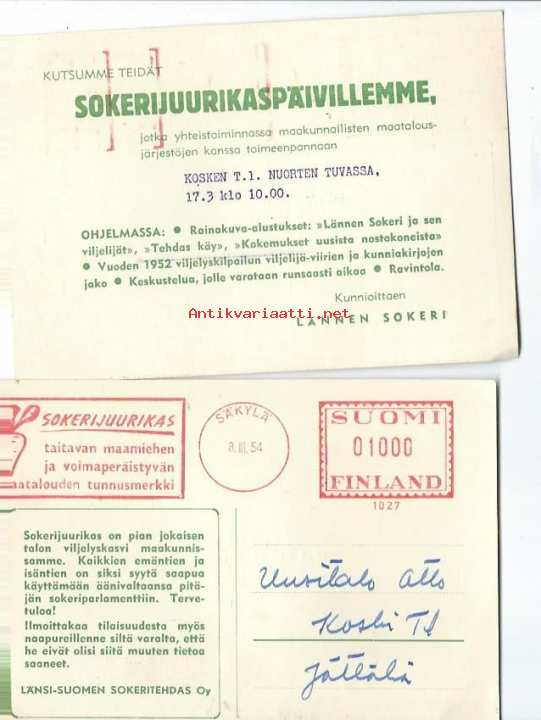 KUTSUMME TEIDÄT
SOKERIJUURIKASPÄIVILLEMME,
jotka yhteistoiminnassa maakunnallisten maatalous-
järjestöjen kanssa toimeenpannaan
KOSKEN T.l. NUORTEN TUVASSA,
17.3 klo 10.00.
OHJELMASSA: ● Rainakuva-alustukset: »Lännen Sokeri ja sen
viljelijät», »Tehdas käy», »Kokemukset uusista nostokoneista»
● Vuoden 1952 viljelyskilpailun viljelijä-viirien ja kunniakirjojen
jako ● Keskustelua, jolle varataan runsaasti aikaa ● Ravintola.
Kunnioittaen
LÄNNEN SOKERI
Antikvariaatti.net
SOKERIJUURIKAS
taitavan maamiehen
ja voimaperäistyvän
aatalouden tunnusmerkki
SÄKYLÄ
8.III.54
SUOMI
01000
FINLAND
1027
Sokerijuurikas on pian jokaisen
talon viljelyskasvi maakunnis-
samme. Kaikkien emäntien ja
isäntien on siksi syytä saapua
käyttämään äänivaltaansa pitä-
jän sokeriparlamenttiin. Terve-
tuloa!
Ilmoittakaa tilaisuudesta myös
naapureillenne siltä varalta, että
he eivät olisi siitä muuten tietoa
saaneet.
LÄNSI-SUOMEN SOKERITEHDAS Oy
Uusitalo Otto
Koski Tl
Jättälä